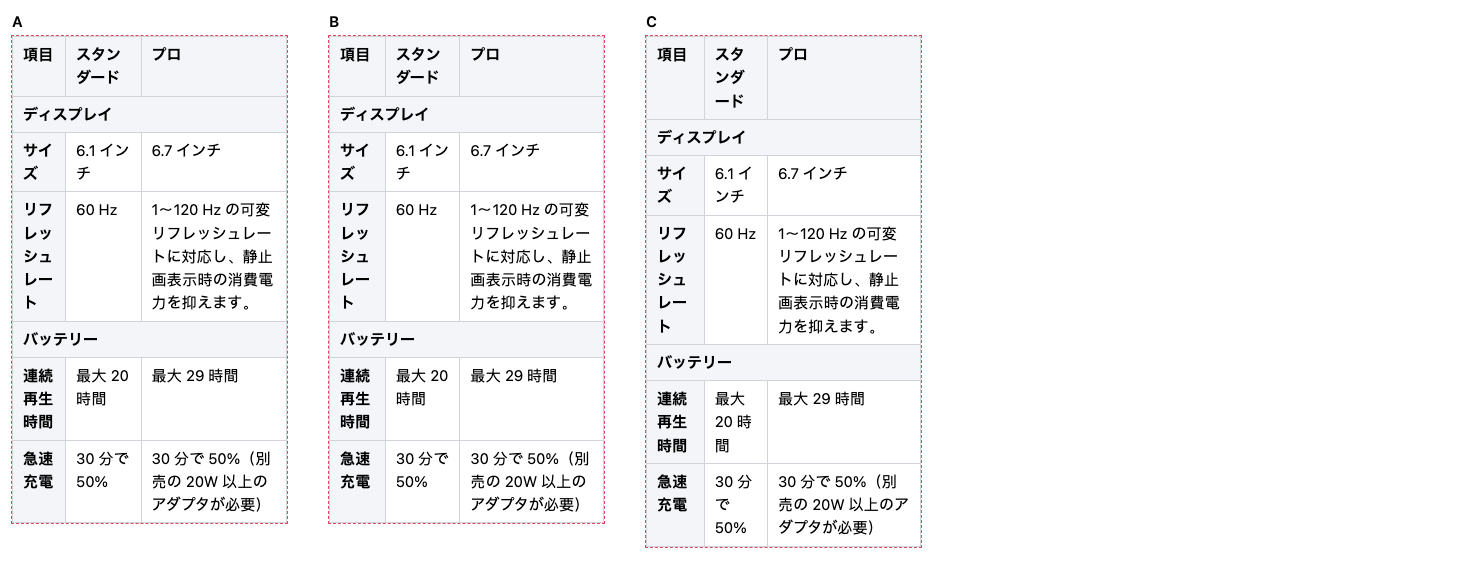 A
項目 スタン プロ
ダード
ディスプレイ
サイ 6.1 イン 6.7 インチ
ズ チ
リフ 60 Hz 1〜120 Hz の可変
レッ リフレッシュレー
シュ トに対応し、静止
レー 画表示時の消費電
ト 力を抑えます。
バッテリー
連続 最大 20 最大 29 時間
再生 時間
時間
急速 30 分で 30 分で 50%（別
充電 50% 売の 20W 以上の
アダプタが必要）
B
項目 スタン プロ
ダード
ディスプレイ
サイ 6.1 イン 6.7 インチ
ズ チ
リフ 60 Hz 1〜120 Hz の可変
レッ リフレッシュレー
シュ トに対応し、静止
レー 画表示時の消費電
ト 力を抑えます。
バッテリー
連続 最大 20 最大 29 時間
再生 時間
時間
急速 30 分で 30 分で 50%（別
充電 50% 売の 20W 以上の
アダプタが必要）
C
項目 スタ プロ
ンダ
ード
ディスプレイ
サイ 6.1 イ 6.7 インチ
ズ ンチ
リフ 60 Hz 1〜120 Hz の可変
レッ リフレッシュレー
シュ トに対応し、静止
レー 画表示時の消費電
ト 力を抑えます。
バッテリー
連続 最大 最大 29 時間
再生 20 時
時間 間
急速 30 分 30 分で 50%（別
充電 で 売の 20W 以上のア
50% ダプタが必要）